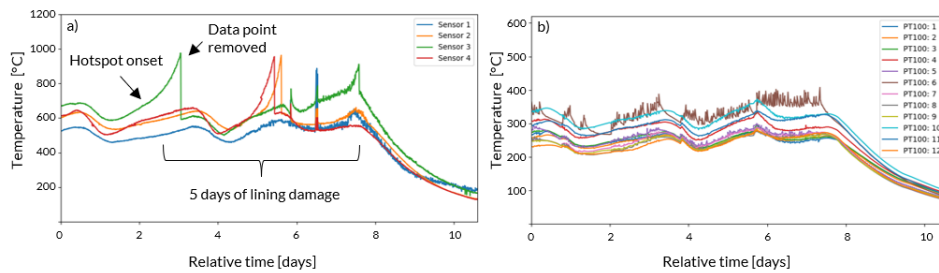 a)
1200
1000
800
600
400
200
Temperature [°C]
Hotspot onset
Data point
removed
5 days of lining damage
Sensor 1
Sensor 2
Sensor 3
Sensor 4
0
2
4
6
8
10
Relative time [days]
b)
600
500
400
300
200
100
Temperature [°C]
PT100: 1
PT100: 2
PT100: 3
PT100: 4
PT100: 5
PT100: 6
PT100: 7
PT100: 8
PT100: 9
PT100: 10
PT100: 11
PT100: 12
0
2
4
6
8
10
Relative time [days]